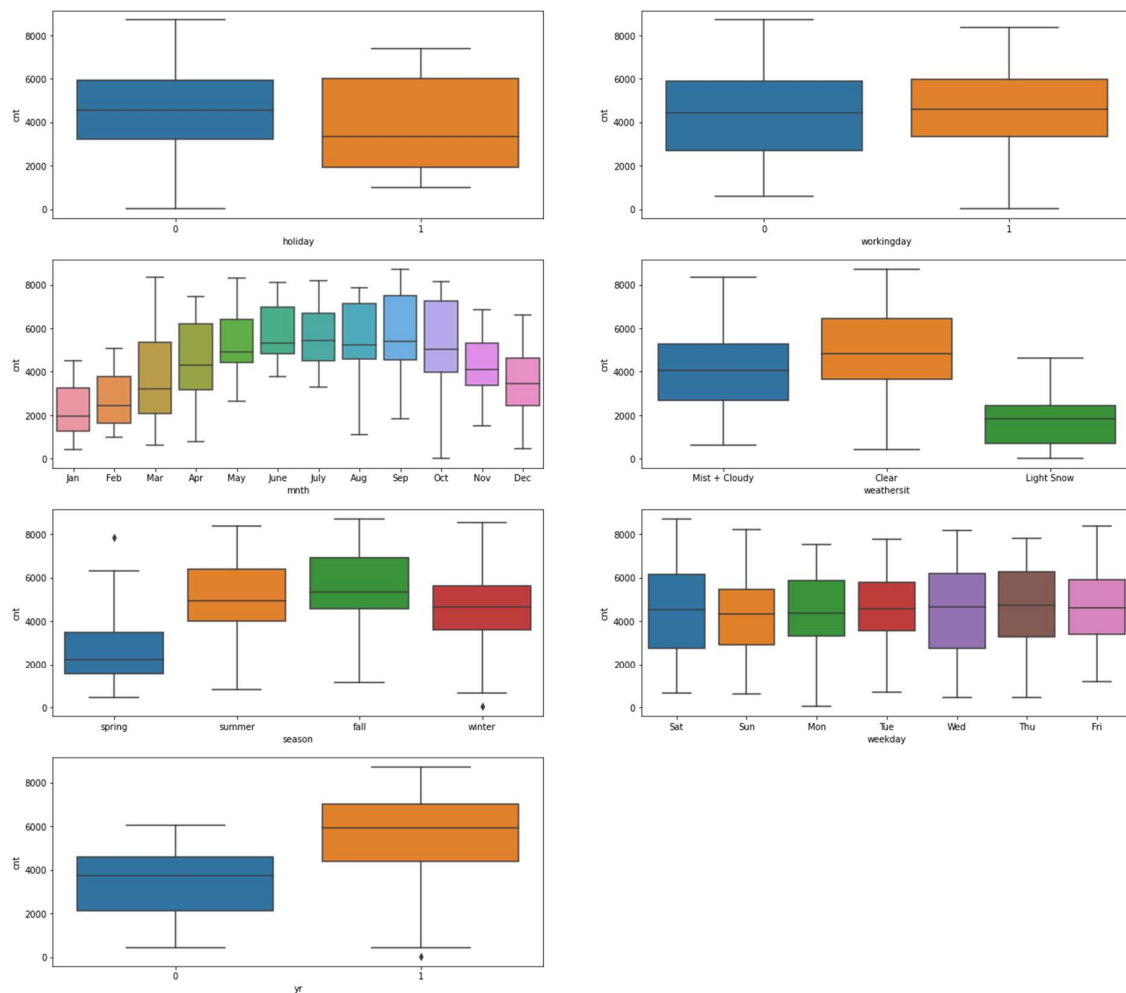 8000
6000
4000
2000
0
cnt
0 1
holiday
8000
6000
4000
2000
0
cnt
0 1
workingday
8000
6000
4000
2000
0
cnt
Jan Feb Mar Apr May June July Aug Sep Oct Nov Dec
mnth
8000
6000
4000
2000
0
cnt
Mist + Cloudy Clear Light Snow
weathersit
8000
6000
4000
2000
0
cnt
spring summer fall winter
season
8000
6000
4000
2000
0
cnt
Sat Sun Mon Tue Wed Thu Fri
weekday
8000
6000
4000
2000
0
cnt
0 1
yr